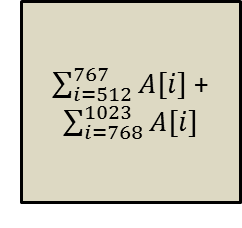 ∑_{i=512}^{767} A[i] +
∑_{i=768}^{1023} A[i]